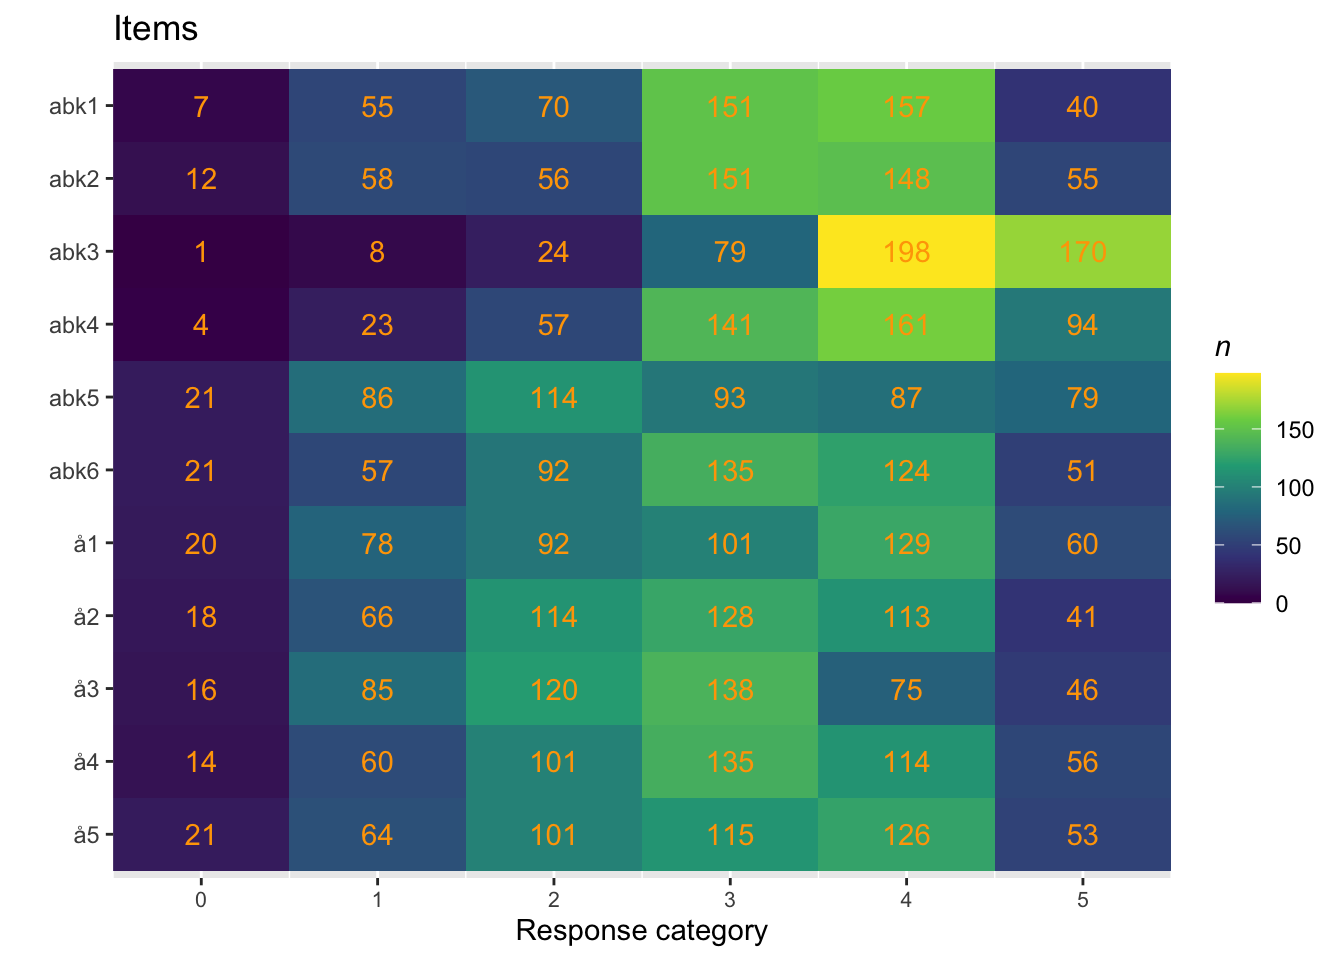 Items
abk1 7 55 70 151 157 40
abk2 12 58 56 151 148 55
abk3 1 8 24 79 198 170
abk4 4 23 57 141 161 94
abk5 21 86 114 93 87 79
abk6 21 57 92 135 124 51
å1 20 78 92 101 129 60
å2 18 66 114 128 113 41
å3 16 85 120 138 75 46
å4 14 60 101 135 114 56
å5 21 64 101 115 126 53
0 1 2 3 4 5
Response category
n
150
100
50
0